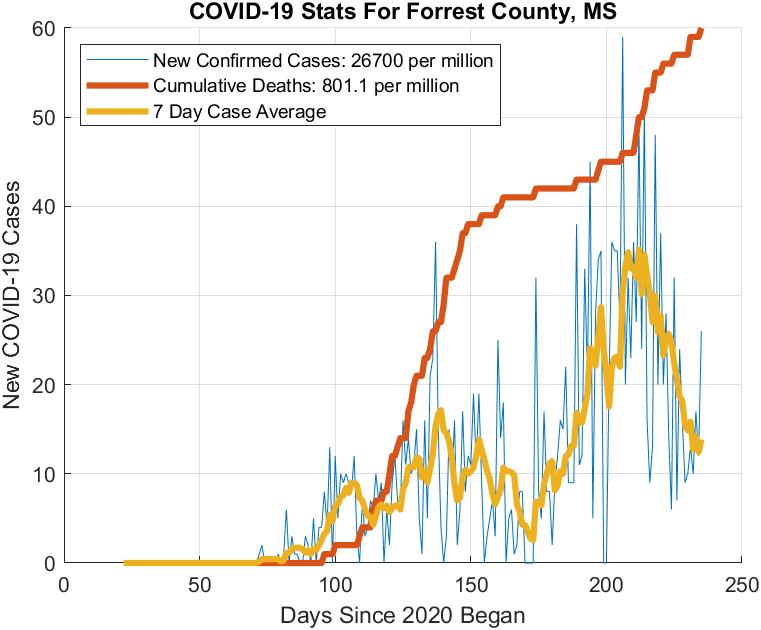 COVID-19 Stats For Forrest County, MS
New Confirmed Cases: 26700 per million
Cumulative Deaths: 801.1 per million
7 Day Case Average
60
50
40
30
20
10
0
New COVID-19 Cases
0 50 100 150 200 250
Days Since 2020 Began